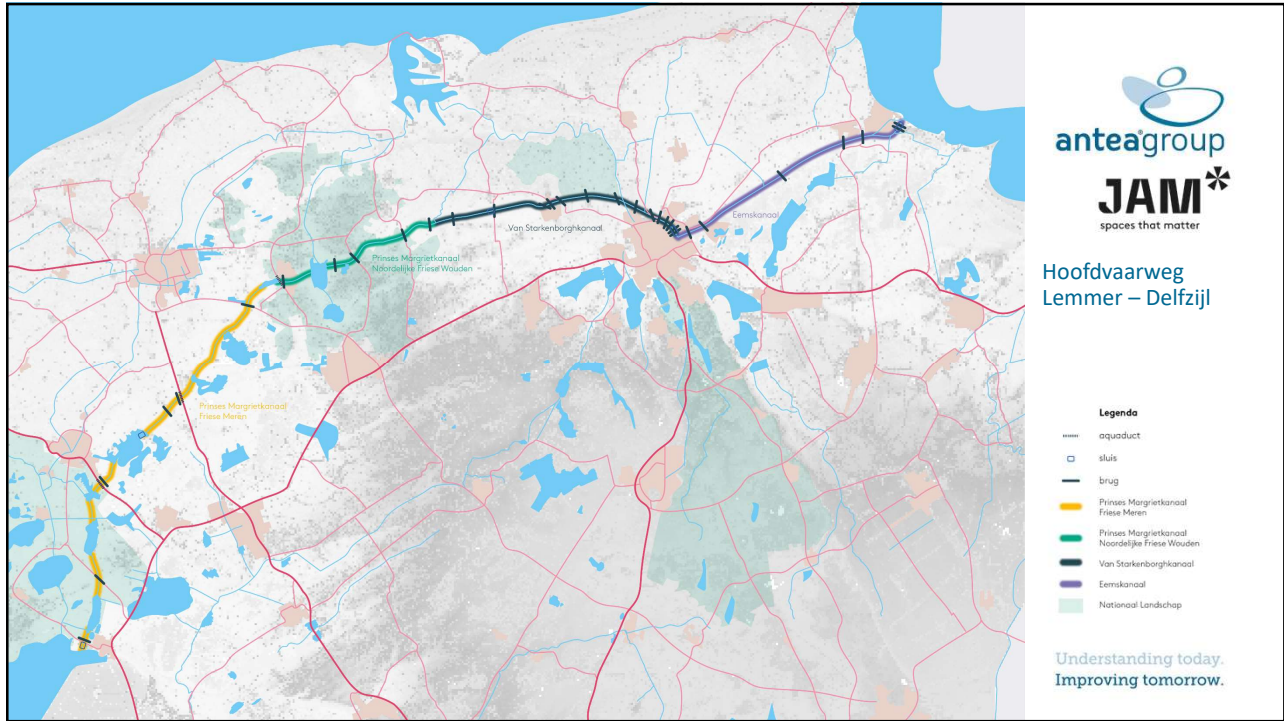 Prinses Margrietkanaal
Friese Meren
Prinses Margrietkanaal
Noordelijke Friese Wouden
Van Starkenborghkanaal
Eemskanaal
anteagroup
JAM*
spaces that matter
Hoofdvaarweg
Lemmer – Delfzijl
Legenda
aquaduct
sluis
brug
Prinses Margrietkanaal
Friese Meren
Prinses Margrietkanaal
Noordelijke Friese Wouden
Van Starkenborghkanaal
Eemskanaal
Nationaal Landschap
Understanding today.
Improving tomorrow.